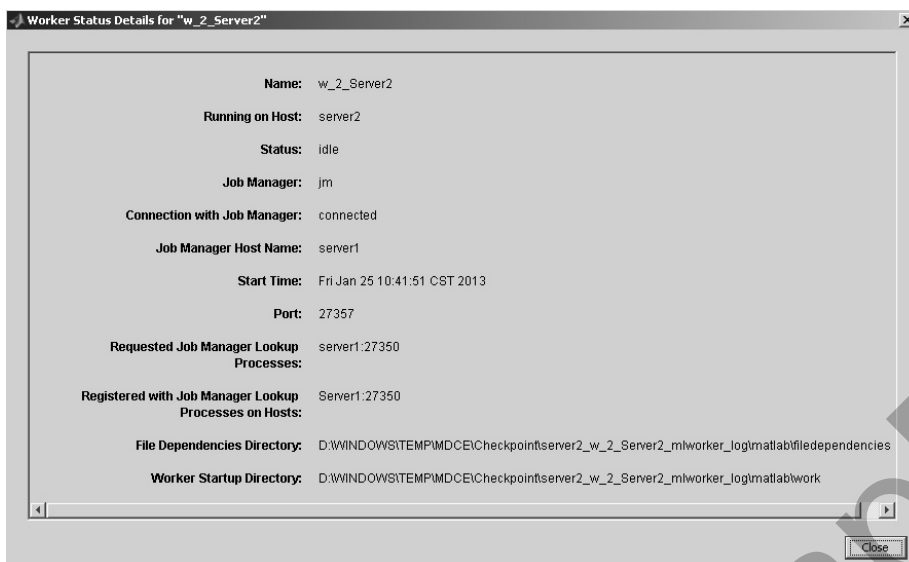 Worker Status Details for "w_2_Server2"
Name: w_2_Server2
Running on Host: server2
Status: idle
Job Manager: jm
Connection with Job Manager: connected
Job Manager Host Name: server1
Start Time: Fri Jan 25 10:41:51 CST 2013
Port: 27357
Requested Job Manager Lookup server1:27350
Processes:
Registered with Job Manager Lookup Server1:27350
Processes on Hosts:
File Dependencies Directory: D:\WINDOWS\TEMP\MDCE\Checkpoint\server2_w_2_Server2_mlworker_log\matlab\filedependencies
Worker Startup Directory: D:\WINDOWS\TEMP\MDCE\Checkpoint\server2_w_2_Server2_mlworker_log\matlab\work
Close